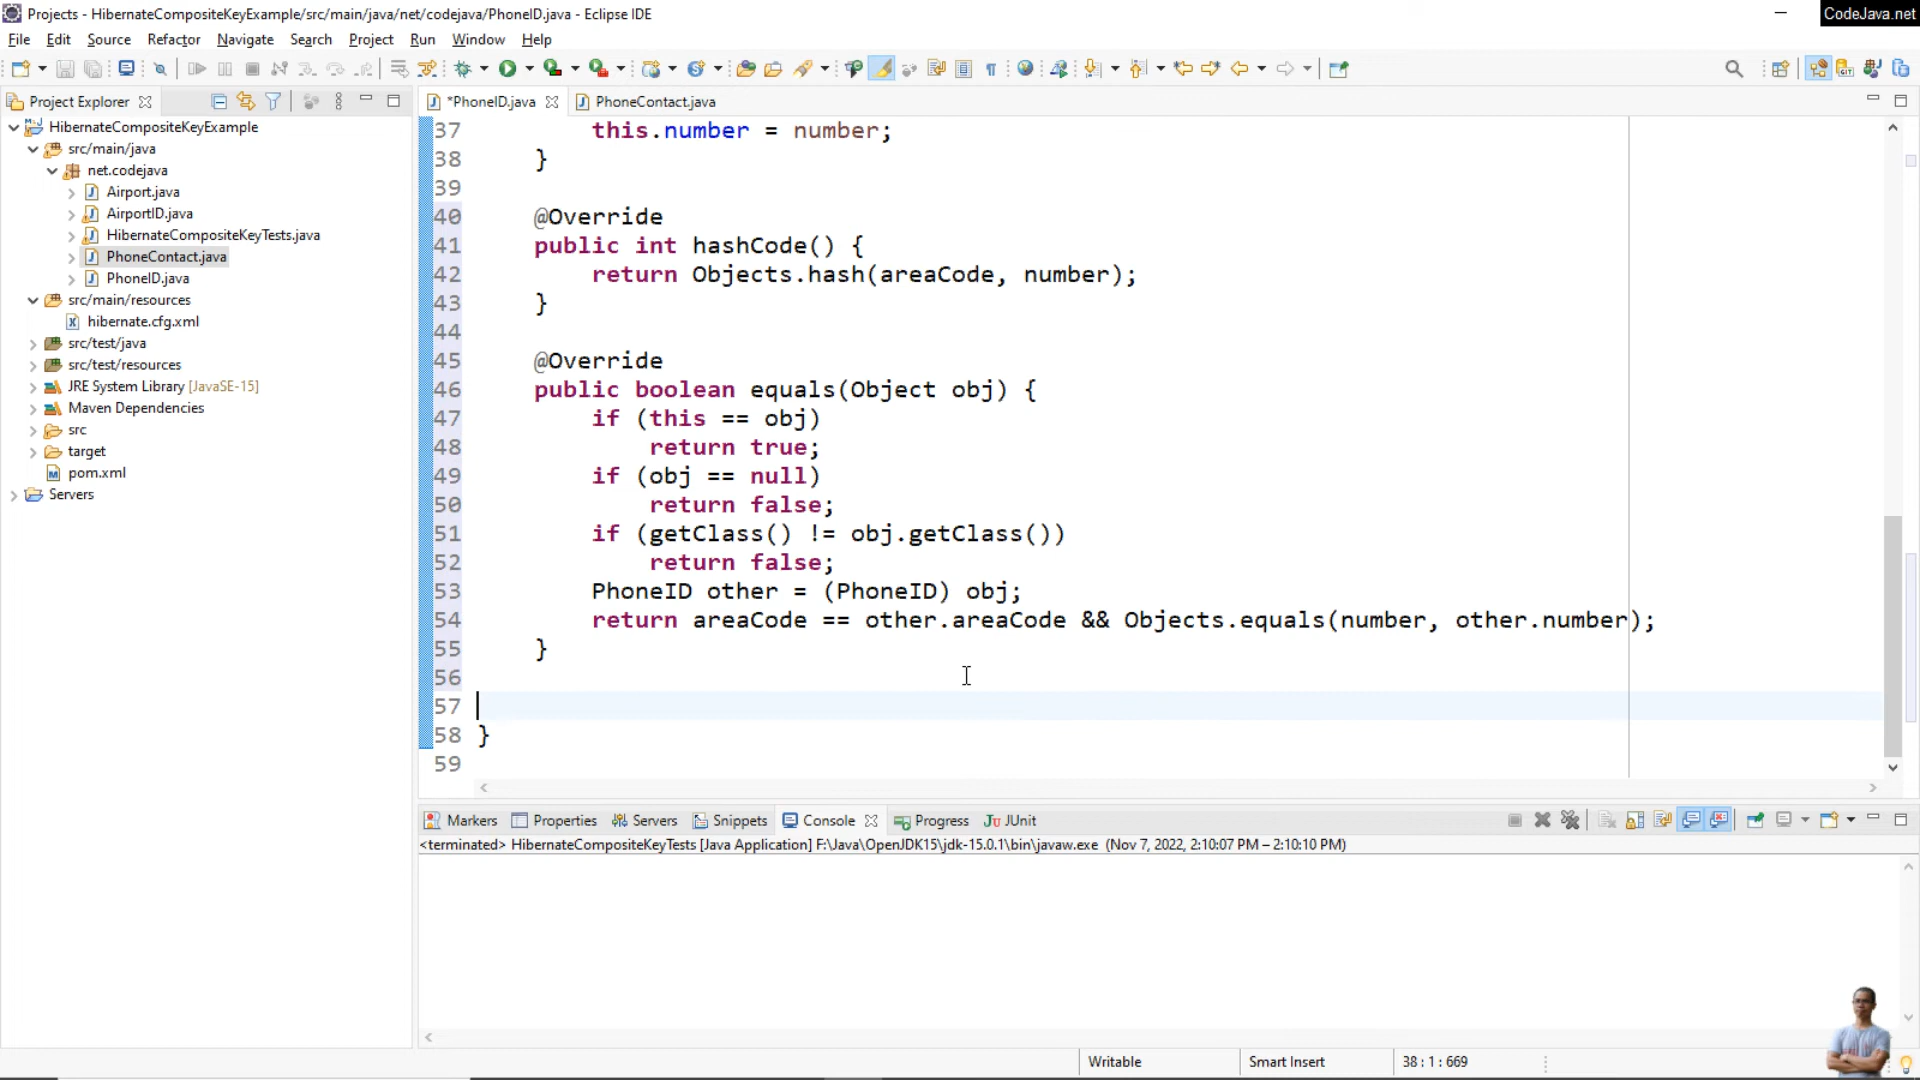 Projects - HibernateCompositeKeyExample/src/main/java/net/codejava/PhoneID.java - Eclipse IDE
CodeJava.net
File Edit Source Refactor Navigate Search Project Run Window Help
Project Explorer
*PhoneID.java PhoneContact.java
HibernateCompositeKeyExample
src/main/java
net.codejava
Airport.java
AirportID.java
HibernateCompositeKeyTests.java
PhoneContact.java
PhoneID.java
src/main/resources
hibernate.cfg.xml
src/test/java
src/test/resources
JRE System Library [JavaSE-15]
Maven Dependencies
src
target
pom.xml
Servers
37 this.number = number;
38 }
39
40 @Override
41 public int hashCode() {
42 return Objects.hash(areaCode, number);
43 }
44
45 @Override
46 public boolean equals(Object obj) {
47 if (this == obj)
48 return true;
49 if (obj == null)
50 return false;
51 if (getClass() != obj.getClass())
52 return false;
53 PhoneID other = (PhoneID) obj;
54 return areaCode == other.areaCode && Objects.equals(number, other.number);
55 }
56
57
58 }
59
Markers Properties Servers Snippets Console Progress JUnit
<terminated> HibernateCompositeKeyTests [Java Application] F:\Java\OpenJDK15\jdk-15.0.1\bin\javaw.exe (Nov 7, 2022, 2:10:07 PM – 2:10:10 PM)
Writable Smart Insert 38 : 1 : 669